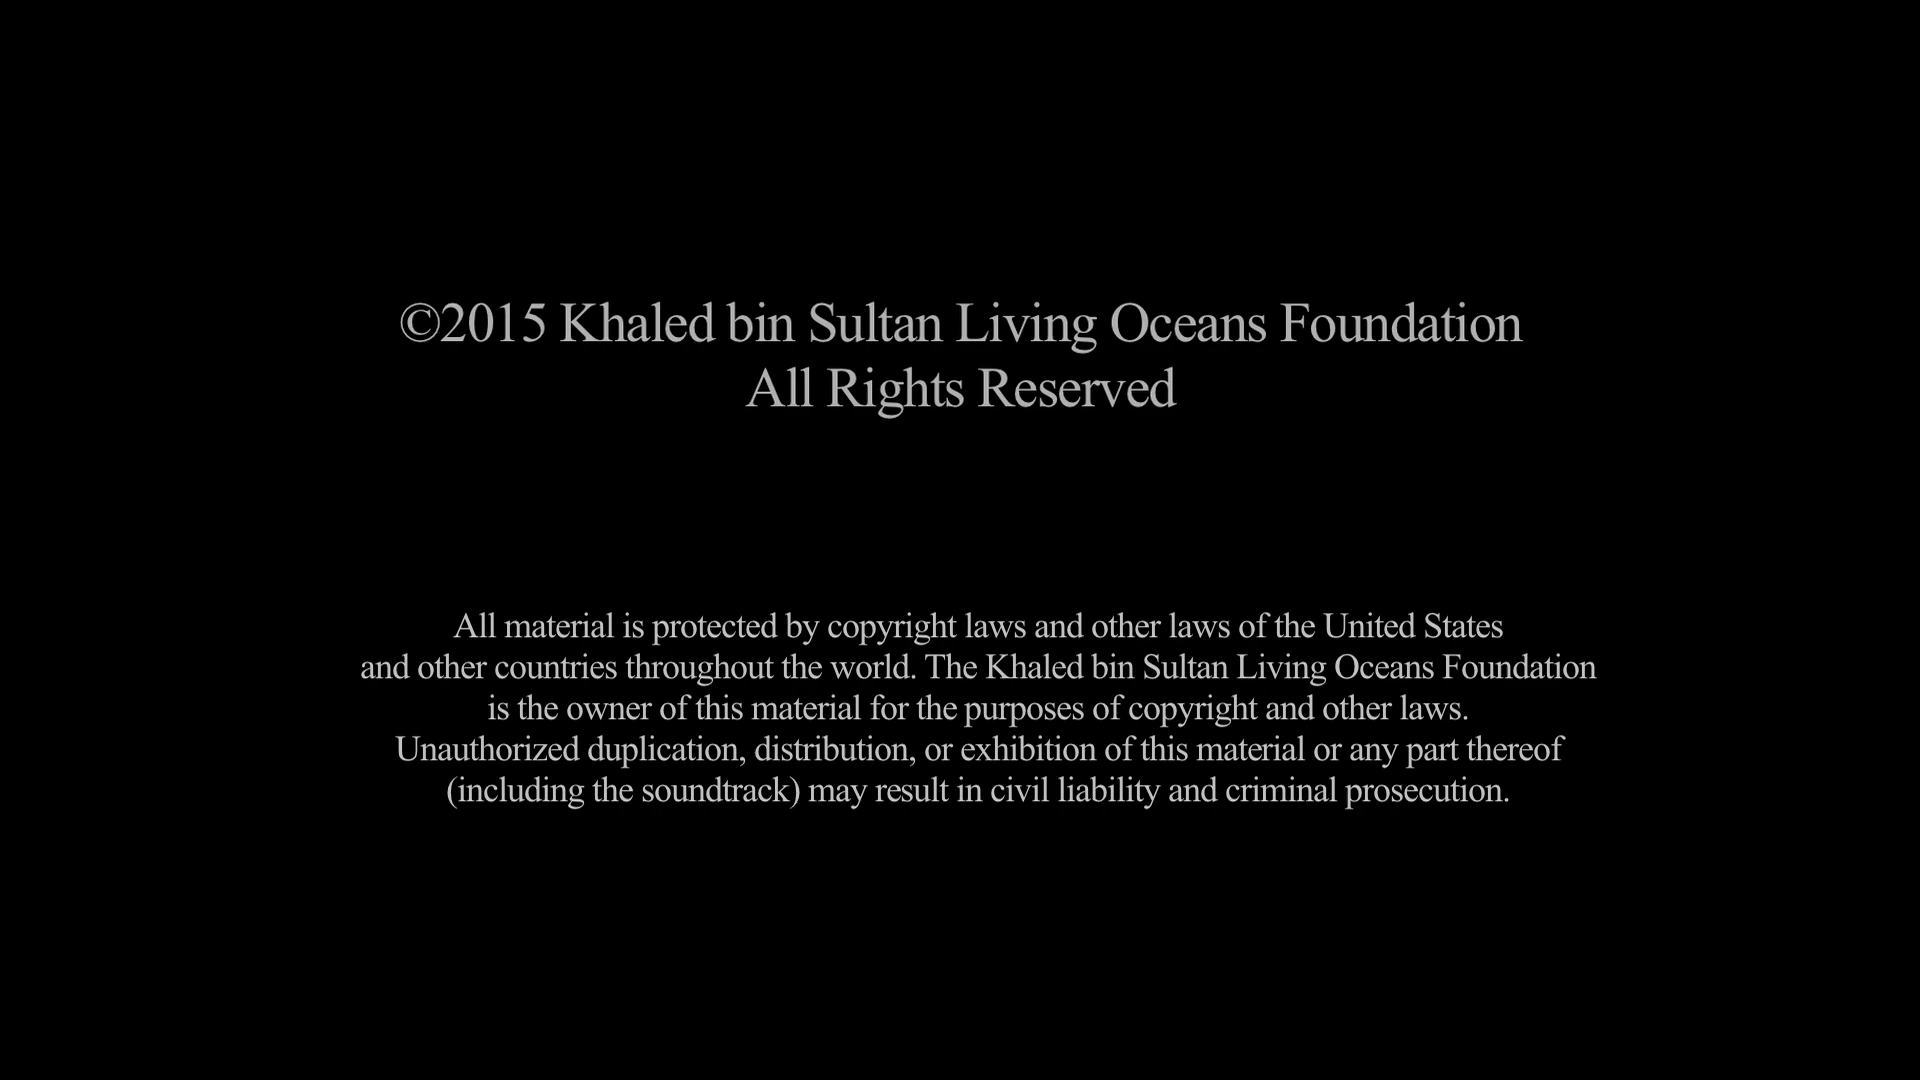 ©2015 Khaled bin Sultan Living Oceans Foundation
All Rights Reserved
All material is protected by copyright laws and other laws of the United States
and other countries throughout the world. The Khaled bin Sultan Living Oceans Foundation
is the owner of this material for the purposes of copyright and other laws.
Unauthorized duplication, distribution, or exhibition of this material or any part thereof
(including the soundtrack) may result in civil liability and criminal prosecution.